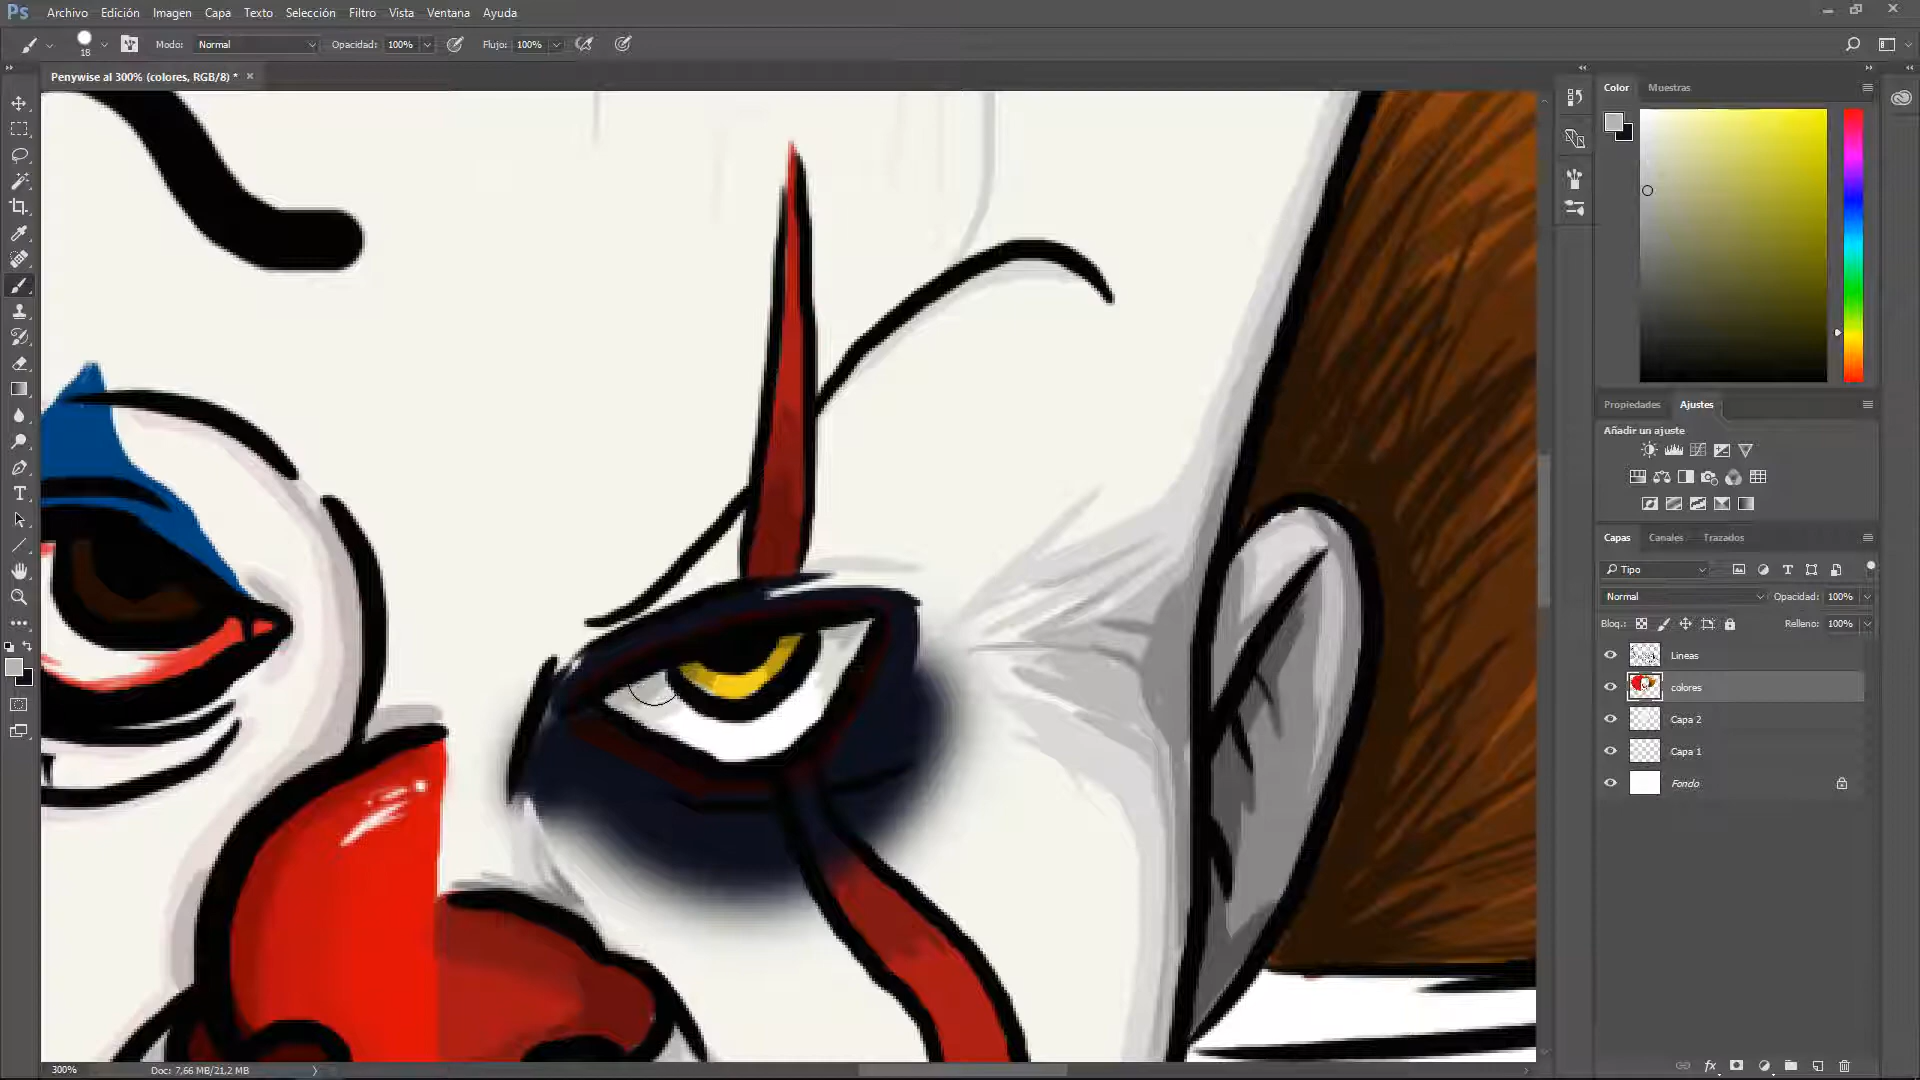 Ps Archivo Edición Imagen Capa Texto Selección Filtro Vista Ventana Ayuda
18 Modo: Normal Opacidad: 100% Flujo: 100%
Penywise al 300% (colores, RGB/8) * ×
Color Muestras
Propiedades Ajustes
Añadir un ajuste
Capas Canales Trazados
Tipo
Normal Opacidad: 100%
Bloq.: Relleno: 100%
Lineas
colores
Capa 2
Capa 1
Fondo
fx
300% Doc: 7,66 MB/21,2 MB